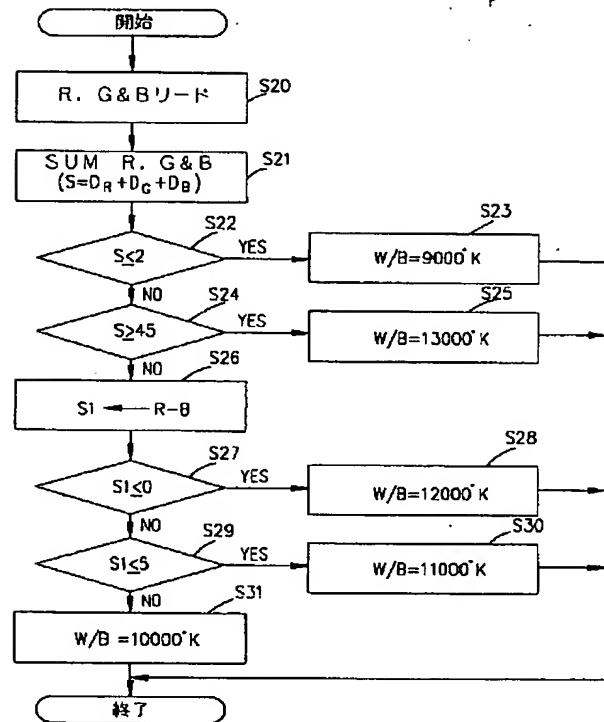 P
開始
R. G&Bリード
S20
SUM R. G&B
(S=D_R+D_G+D_B)
S21
S22
S≤2
YES
S23
W/B=9000°K
NO
S24
S≥45
YES
S25
W/B=13000°K
NO
S26
S1 ← R-B
S27
S1≤0
YES
S28
W/B=12000°K
NO
S29
S1≤5
YES
S30
W/B=11000°K
NO
S31
W/B=10000°K
終了